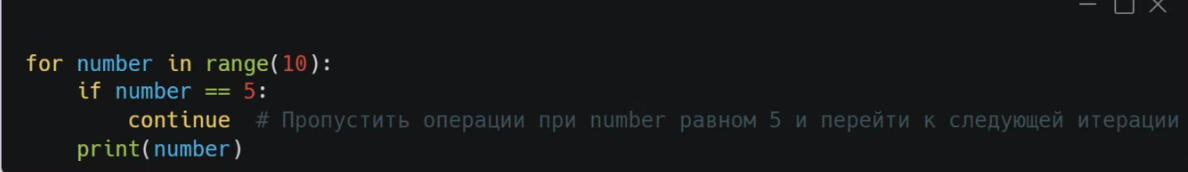 for number in range(10):
    if number == 5:
        continue  # Пропустить операции при number равном 5 и перейти к следующей итерации
    print(number)